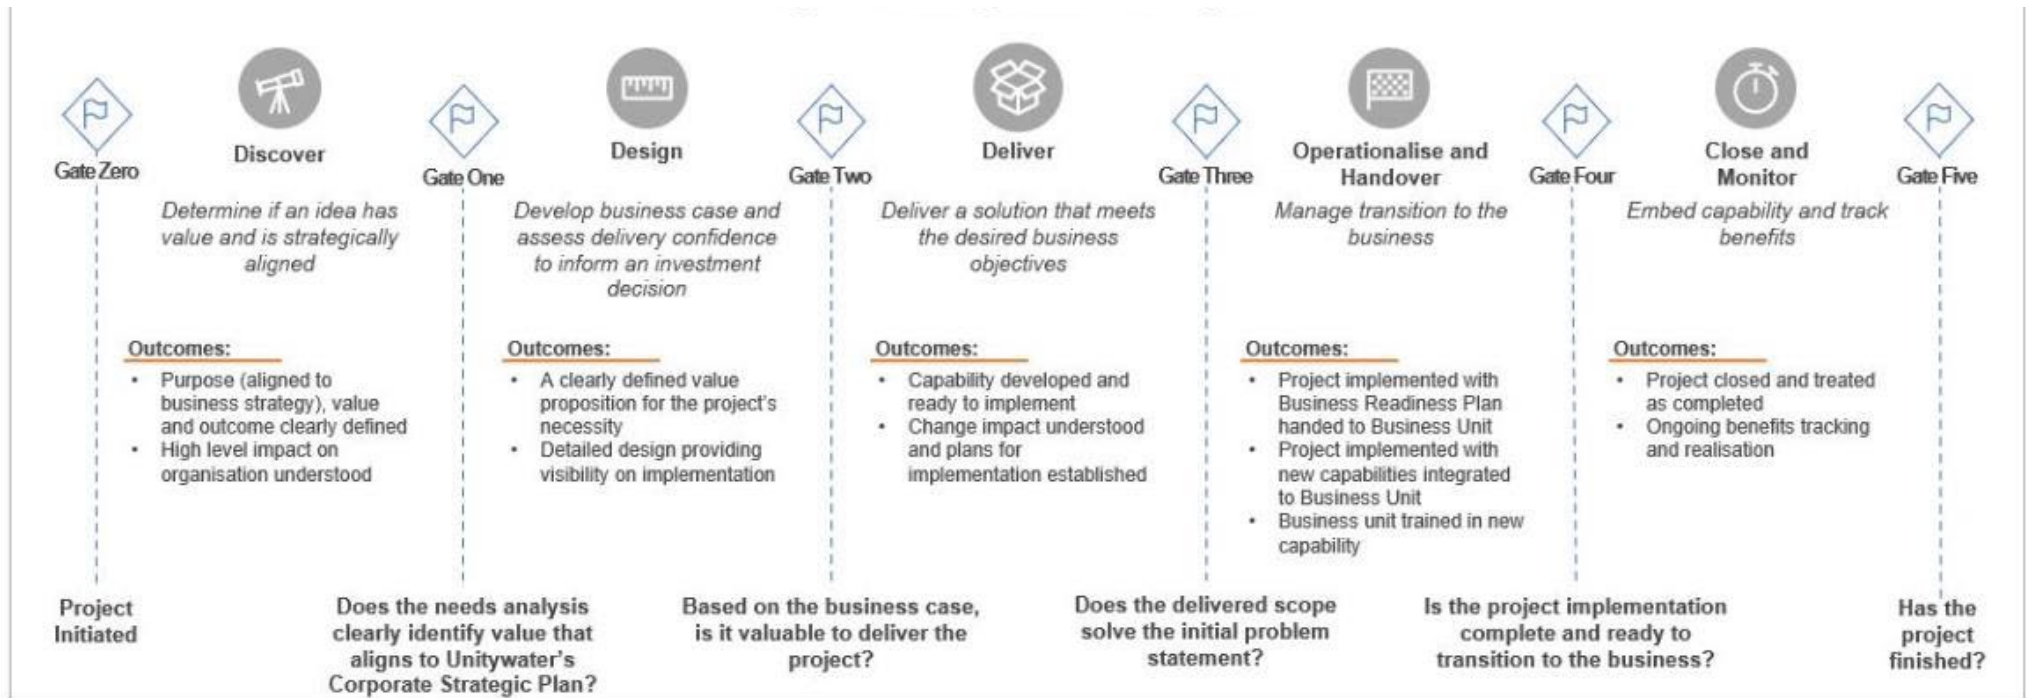 Gate Zero
Discover
Determine if an idea has
value and is strategically
aligned
Outcomes:
• Purpose (aligned to
business strategy), value
and outcome clearly defined
• High level impact on
organisation understood
Project
Initiated
Gate One
Design
Develop business case and
assess delivery confidence
to inform an investment
decision
Outcomes:
• A clearly defined value
proposition for the project's
necessity
• Detailed design providing
visibility on implementation
Does the needs analysis
clearly identify value that
aligns to Unitywater's
Corporate Strategic Plan?
Gate Two
Deliver
Deliver a solution that meets
the desired business
objectives
Outcomes:
• Capability developed and
ready to implement
• Change impact understood
and plans for
implementation established
Based on the business case,
is it valuable to deliver the
project?
Gate Three
Operationalise and
Handover
Manage transition to the
business
Outcomes:
• Project implemented with
Business Readiness Plan
handed to Business Unit
• Project implemented with
new capabilities integrated
to Business Unit
• Business unit trained in new
capability
Does the delivered scope
solve the initial problem
statement?
Gate Four
Close and
Monitor
Embed capability and track
benefits
Outcomes:
• Project closed and treated
as completed
• Ongoing benefits tracking
and realisation
Is the project implementation
complete and ready to
transition to the business?
Gate Five
Has the
project
finished?